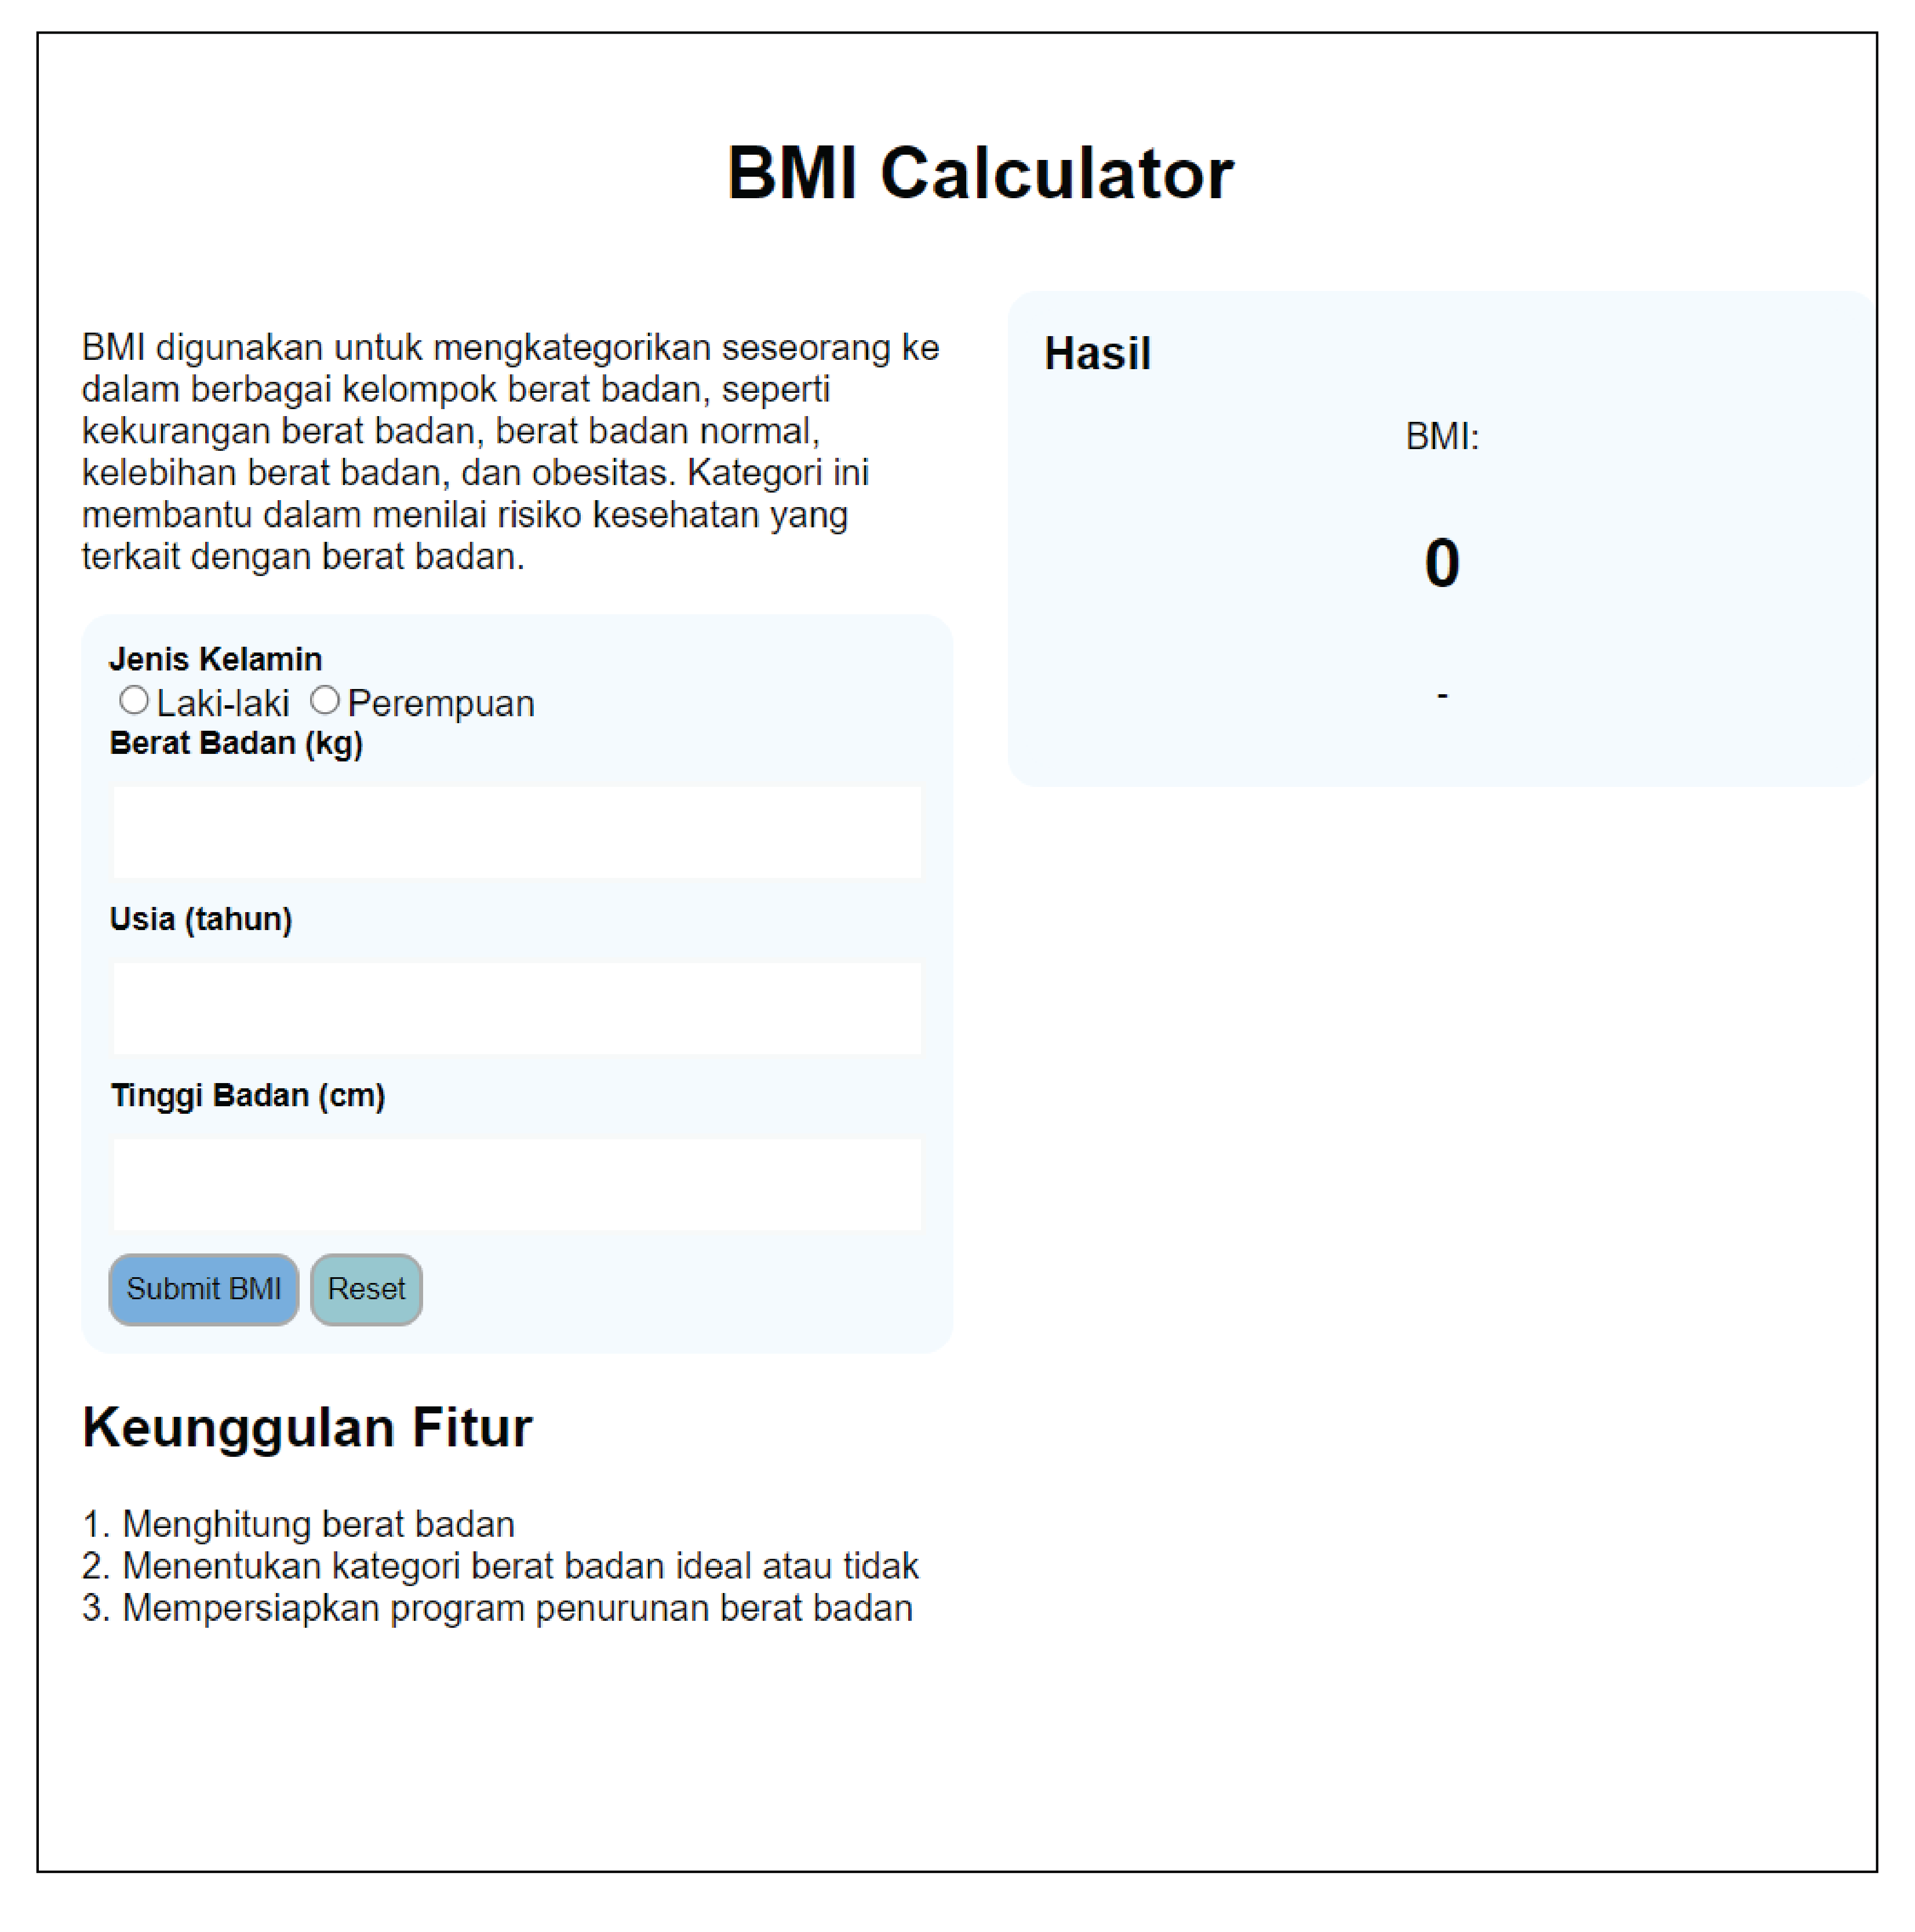 BMI Calculator
BMI digunakan untuk mengkategorikan seseorang ke
dalam berbagai kelompok berat badan, seperti
kekurangan berat badan, berat badan normal,
kelebihan berat badan, dan obesitas. Kategori ini
membantu dalam menilai risiko kesehatan yang
terkait dengan berat badan.
Jenis Kelamin
Laki-laki Perempuan
Berat Badan (kg)
Usia (tahun)
Tinggi Badan (cm)
Submit BMI Reset
Keunggulan Fitur
1. Menghitung berat badan
2. Menentukan kategori berat badan ideal atau tidak
3. Mempersiapkan program penurunan berat badan
Hasil
BMI:
0
-